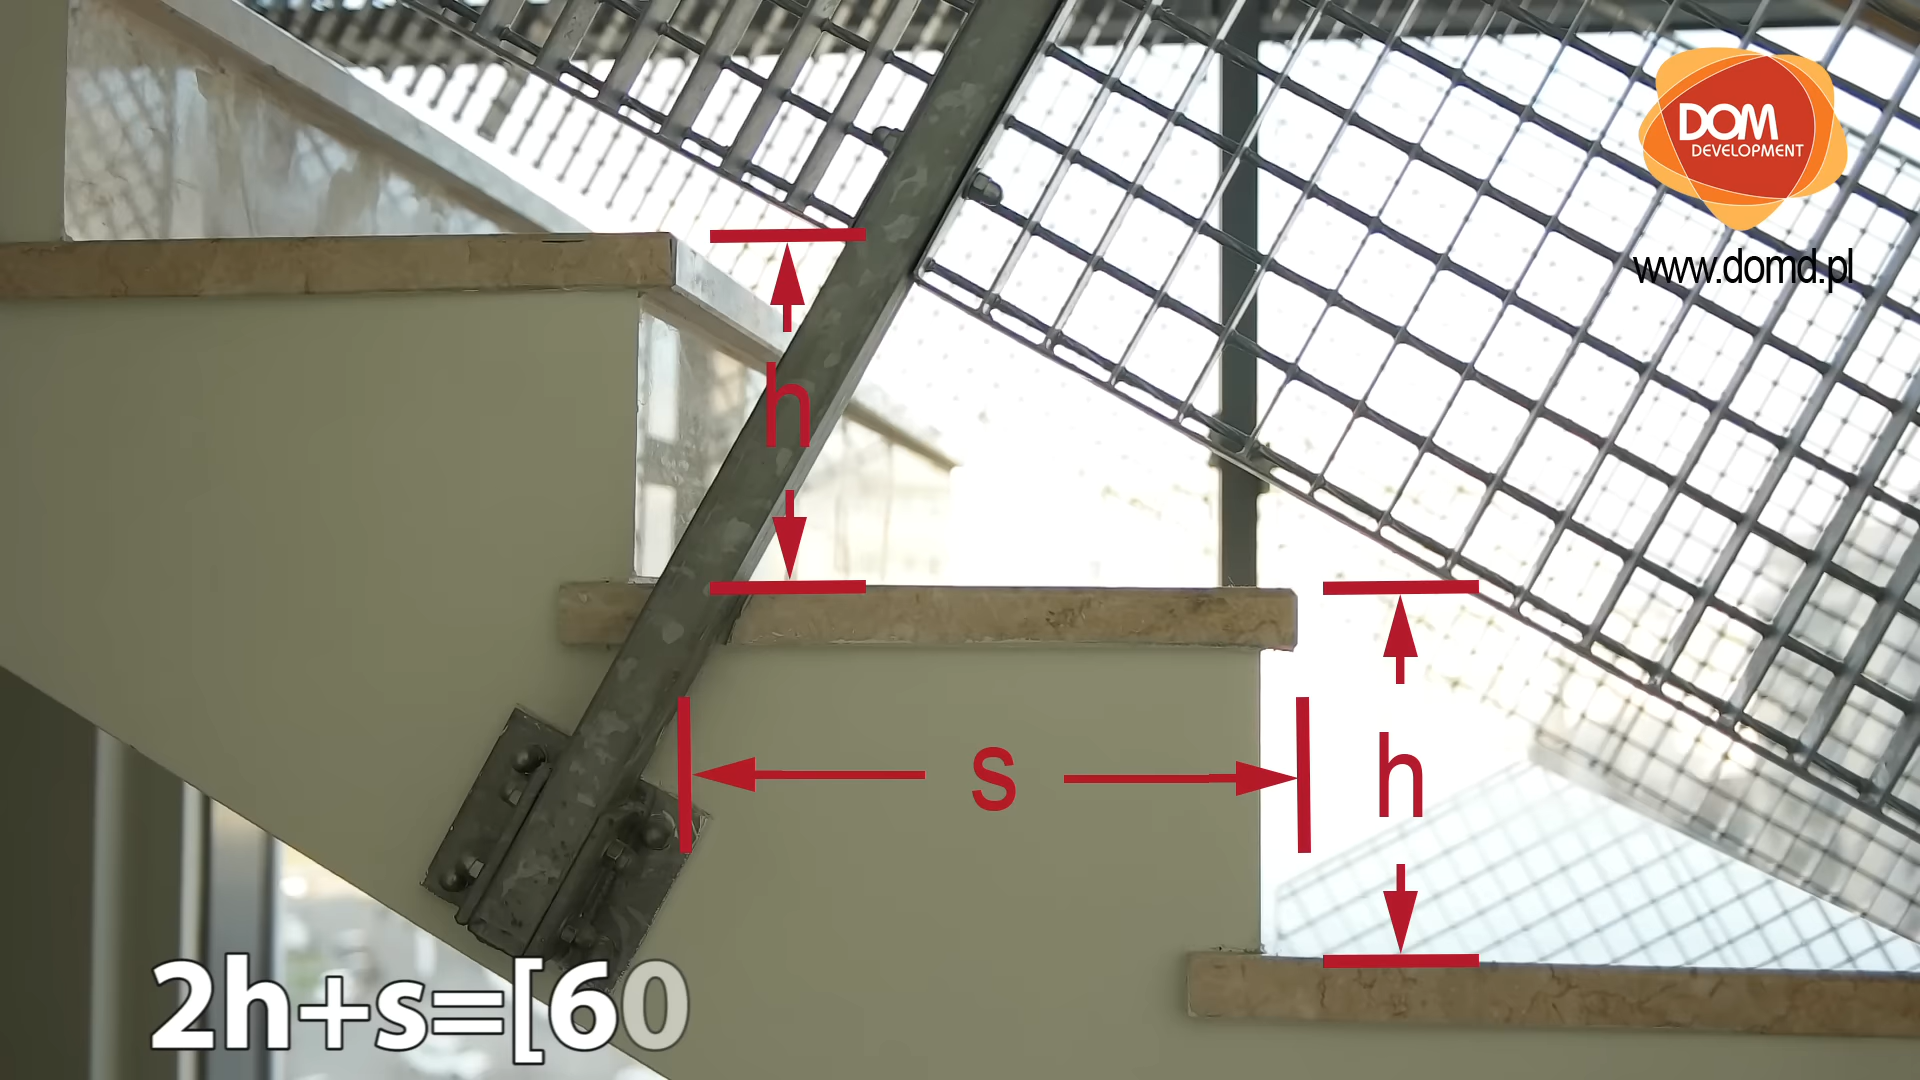 DOM
DEVELOPMENT
www.domd.pl
h
s
h
2h+s=[60